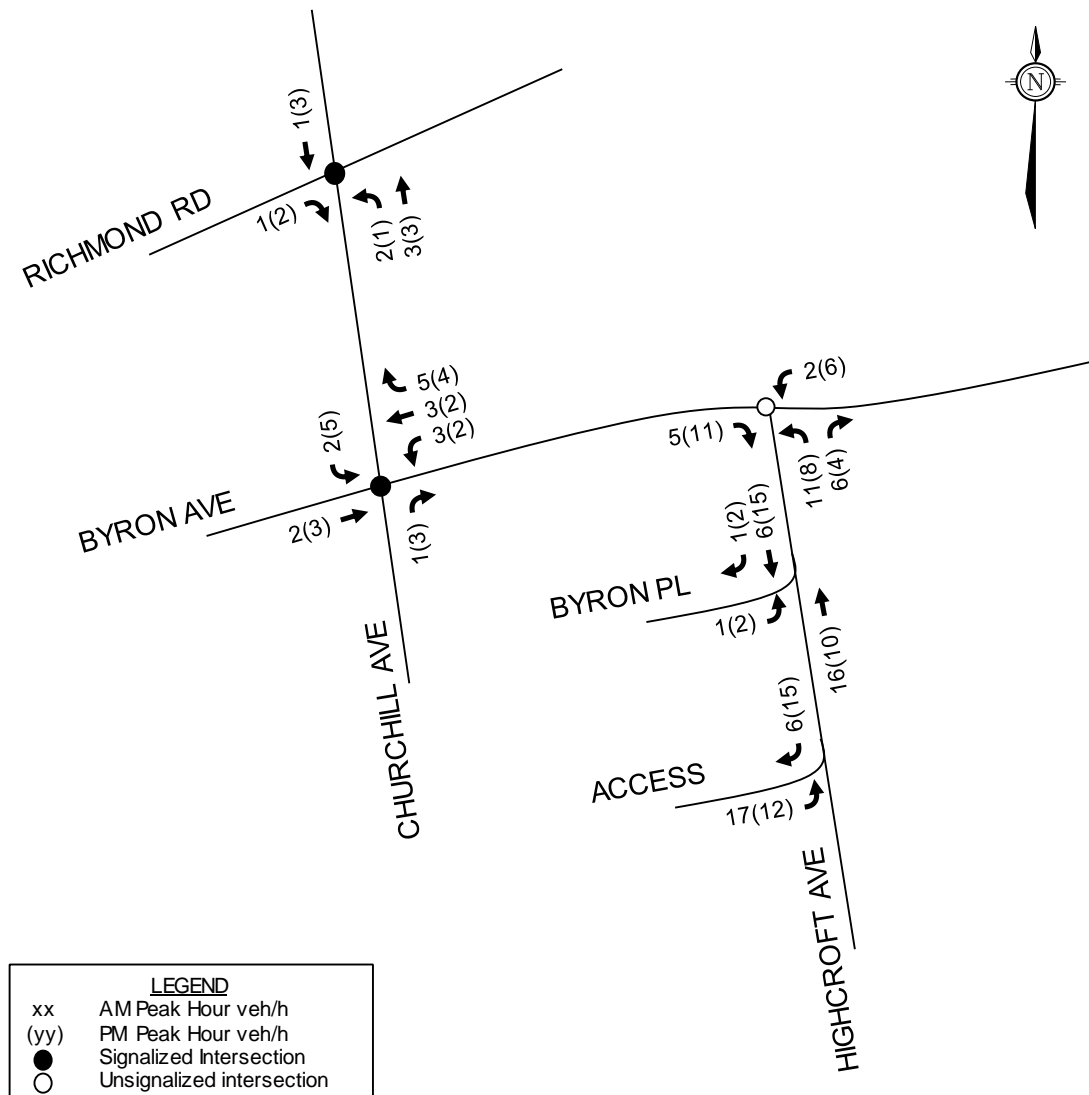 N
1(3)
RICHMOND RD
1(2)
2(1)
3(3)
5(4)
3(2)
3(2)
2(5)
BYRON AVE
2(3)
1(3)
CHURCHILL AVE
2(6)
5(11)
11(8)
6(4)
1(2)
6(15)
BYRON PL
1(2)
16(10)
6(15)
ACCESS
17(12)
HIGHCROFT AVE
LEGEND
xx AM Peak Hour veh/h
(yy) PM Peak Hour veh/h
Signalized Intersection
Unsignalized intersection